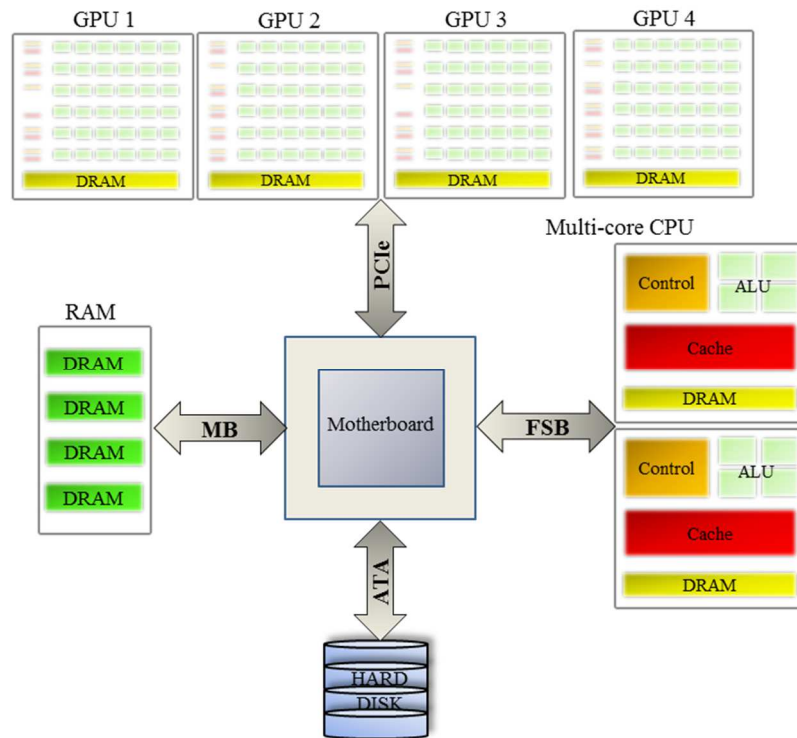 GPU 1
GPU 2
GPU 3
GPU 4
DRAM
DRAM
DRAM
DRAM
PCIe
Multi-core CPU
Control
ALU
Cache
DRAM
RAM
DRAM
DRAM
DRAM
DRAM
MB
Motherboard
FSB
Control
ALU
Cache
DRAM
ATA
HARD
DISK